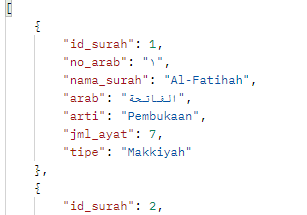 [
{
"id_surah": 1,
"no_arab": "١",
"nama_surah": "Al-Fatihah",
"arab": "الفاتحة",
"arti": "Pembukaan",
"jml_ayat": 7,
"tipe": "Makkiyah"
},
{
"id_surah": 2,